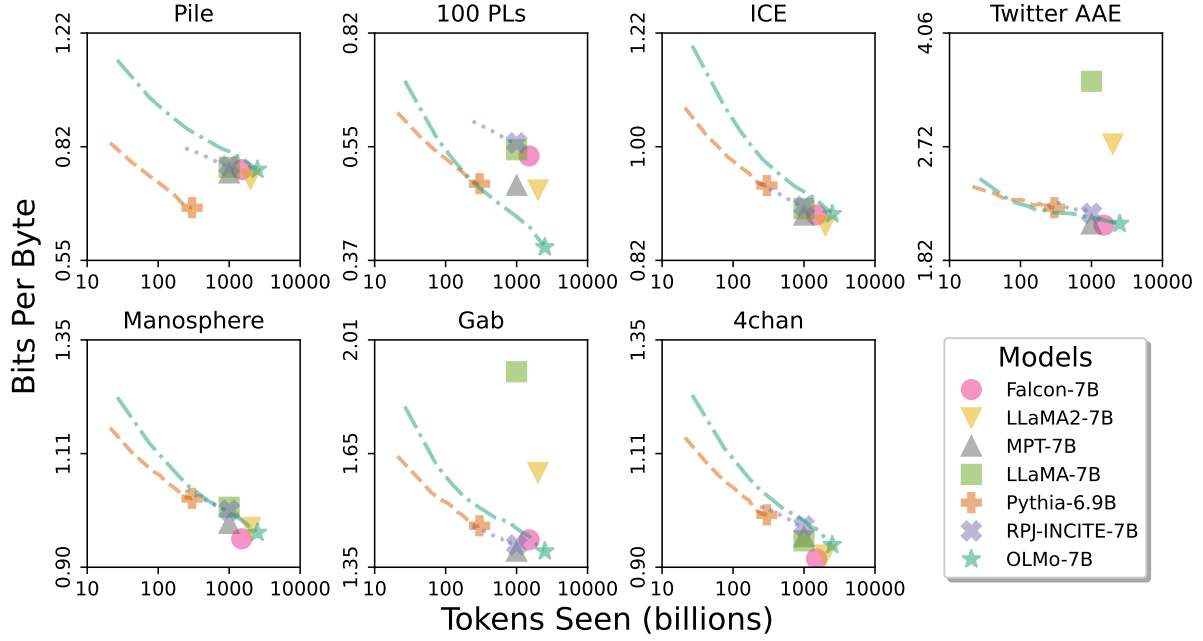 Pile
100 PLs
ICE
Twitter AAE
1.22
0.82
0.55
10 100 1000 10000
0.82
0.55
0.37
10 100 1000 10000
1.22
1.00
0.82
10 100 1000 10000
4.06
2.72
1.82
10 100 1000 10000
Bits Per Byte
Manosphere
Gab
4chan
1.35
1.11
0.90
10 100 1000 10000
2.01
1.65
1.35
10 100 1000 10000
1.35
1.11
0.90
10 100 1000 10000
Tokens Seen (billions)
Models
Falcon-7B
LLaMA2-7B
MPT-7B
LLaMA-7B
Pythia-6.9B
RPJ-INCITE-7B
OLMo-7B